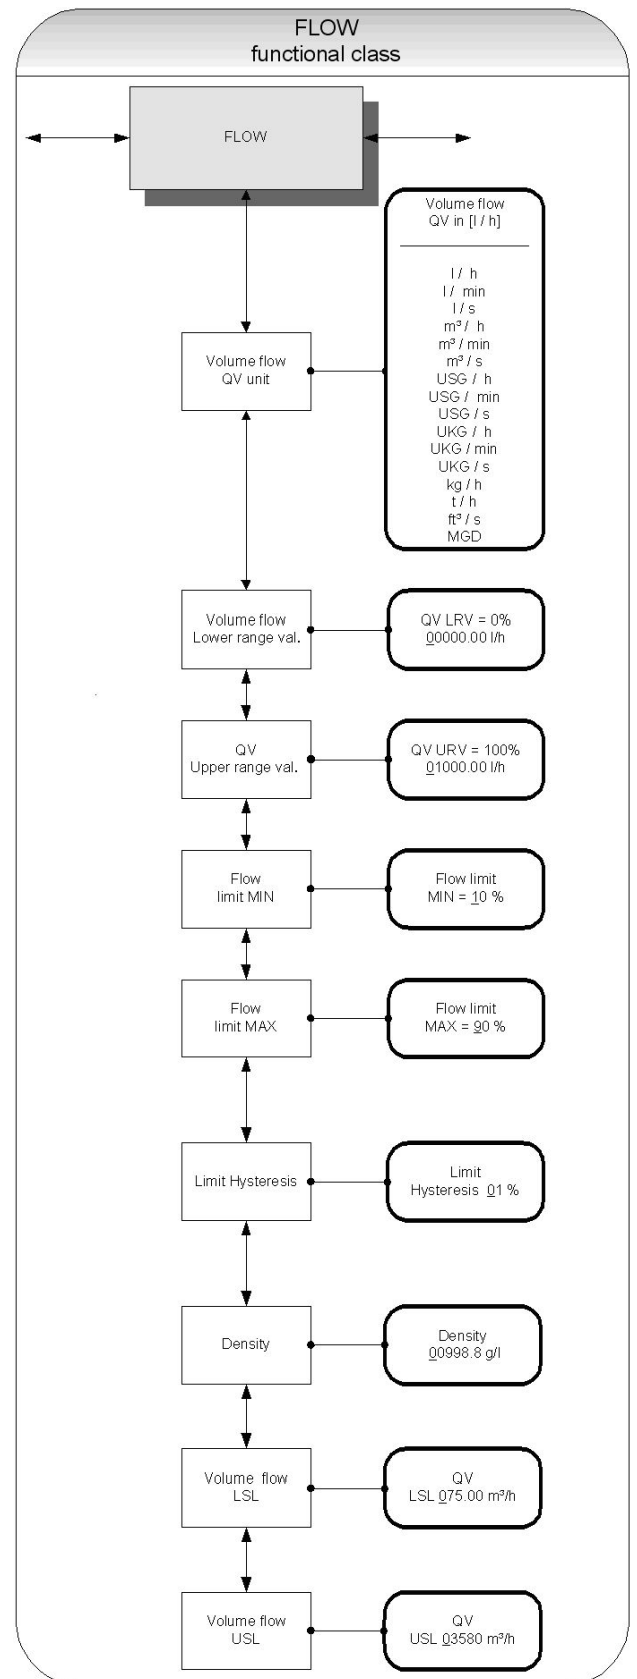 FLOW
functional class
FLOW
Volume flow
QV in [l / h]
l / h
l / min
l / s
m³ / h
m³ / min
m³ / s
USG / h
USG / min
USG / s
UKG / h
UKG / min
UKG / s
kg / h
t / h
ft³ / s
MGD
Volume flow
QV unit
Volume flow
Lower range val.
QV LRV = 0%
00000.00 l/h
QV
Upper range val.
QV URV = 100%
01000.00 l/h
Flow
limit MIN
Flow limit
MIN = 10 %
Flow
limit MAX
Flow limit
MAX = 90 %
Limit Hysteresis
Limit
Hysteresis 01 %
Density
Density
00998.8 g/l
Volume flow
LSL
QV
LSL 075.00 m³/h
Volume flow
USL
QV
USL 03580 m³/h